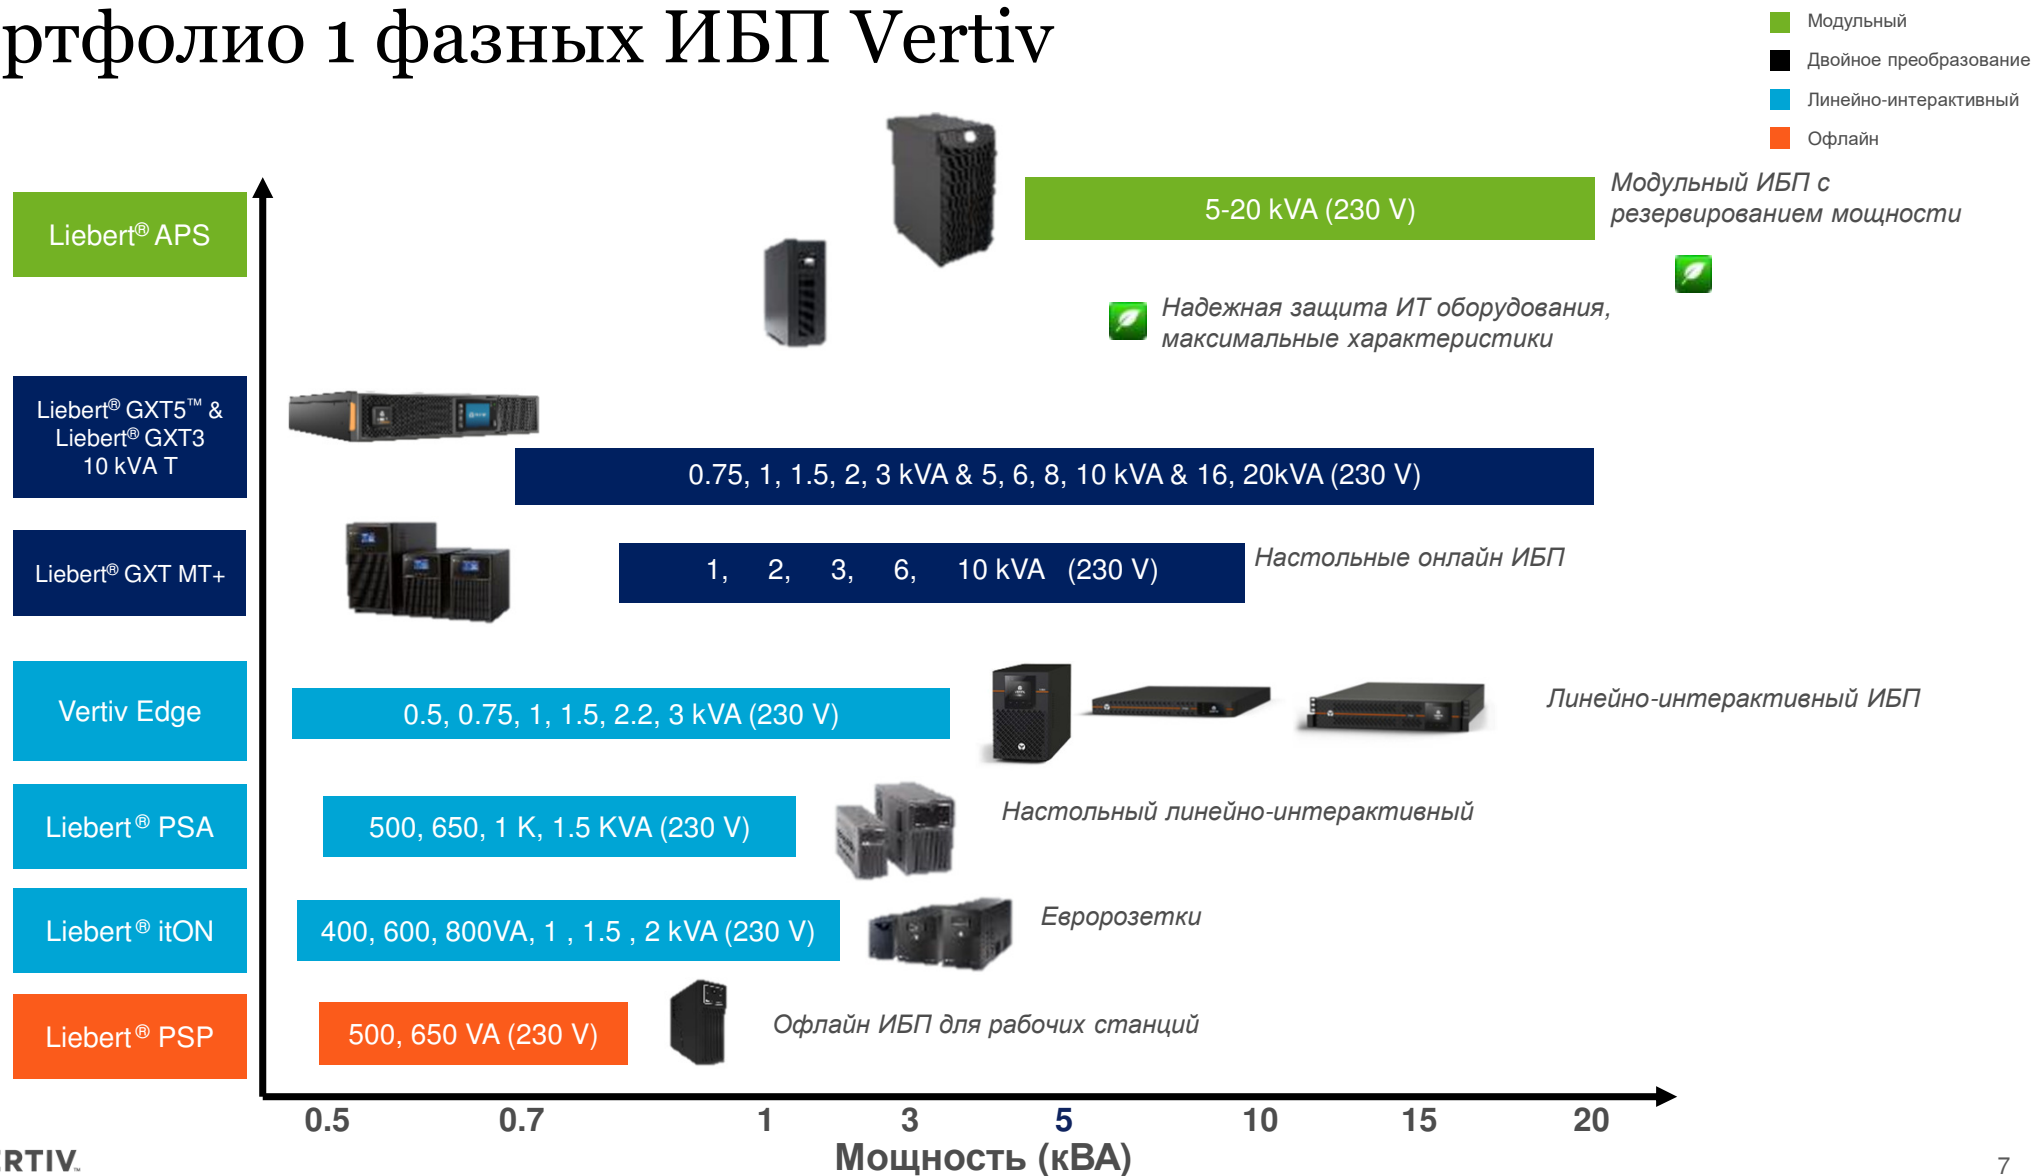 ртфолио 1 фазных ИБП Vertiv
Модульный
Двойное преобразование
Линейно-интерактивный
Офлайн
Liebert® APS
5-20 kVA (230 V)
Модульный ИБП с
резервированием мощности
Надежная защита ИТ оборудования,
максимальные характеристики
Liebert® GXT5™ &
Liebert® GXT3
10 kVA T
0.75, 1, 1.5, 2, 3 kVA & 5, 6, 8, 10 kVA & 16, 20kVA (230 V)
Liebert® GXT MT+
1, 2, 3, 6, 10 kVA (230 V)
Настольные онлайн ИБП
Vertiv Edge
0.5, 0.75, 1, 1.5, 2.2, 3 kVA (230 V)
Линейно-интерактивный ИБП
Liebert® PSA
500, 650, 1 K, 1.5 KVA (230 V)
Настольный линейно-интерактивный
Liebert® itON
400, 600, 800VA, 1 , 1.5 , 2 kVA (230 V)
Евророзетки
Liebert® PSP
500, 650 VA (230 V)
Офлайн ИБП для рабочих станций
0.5 0.7 1 3 5 10 15 20
Мощность (кВА)
ERTIV™
7